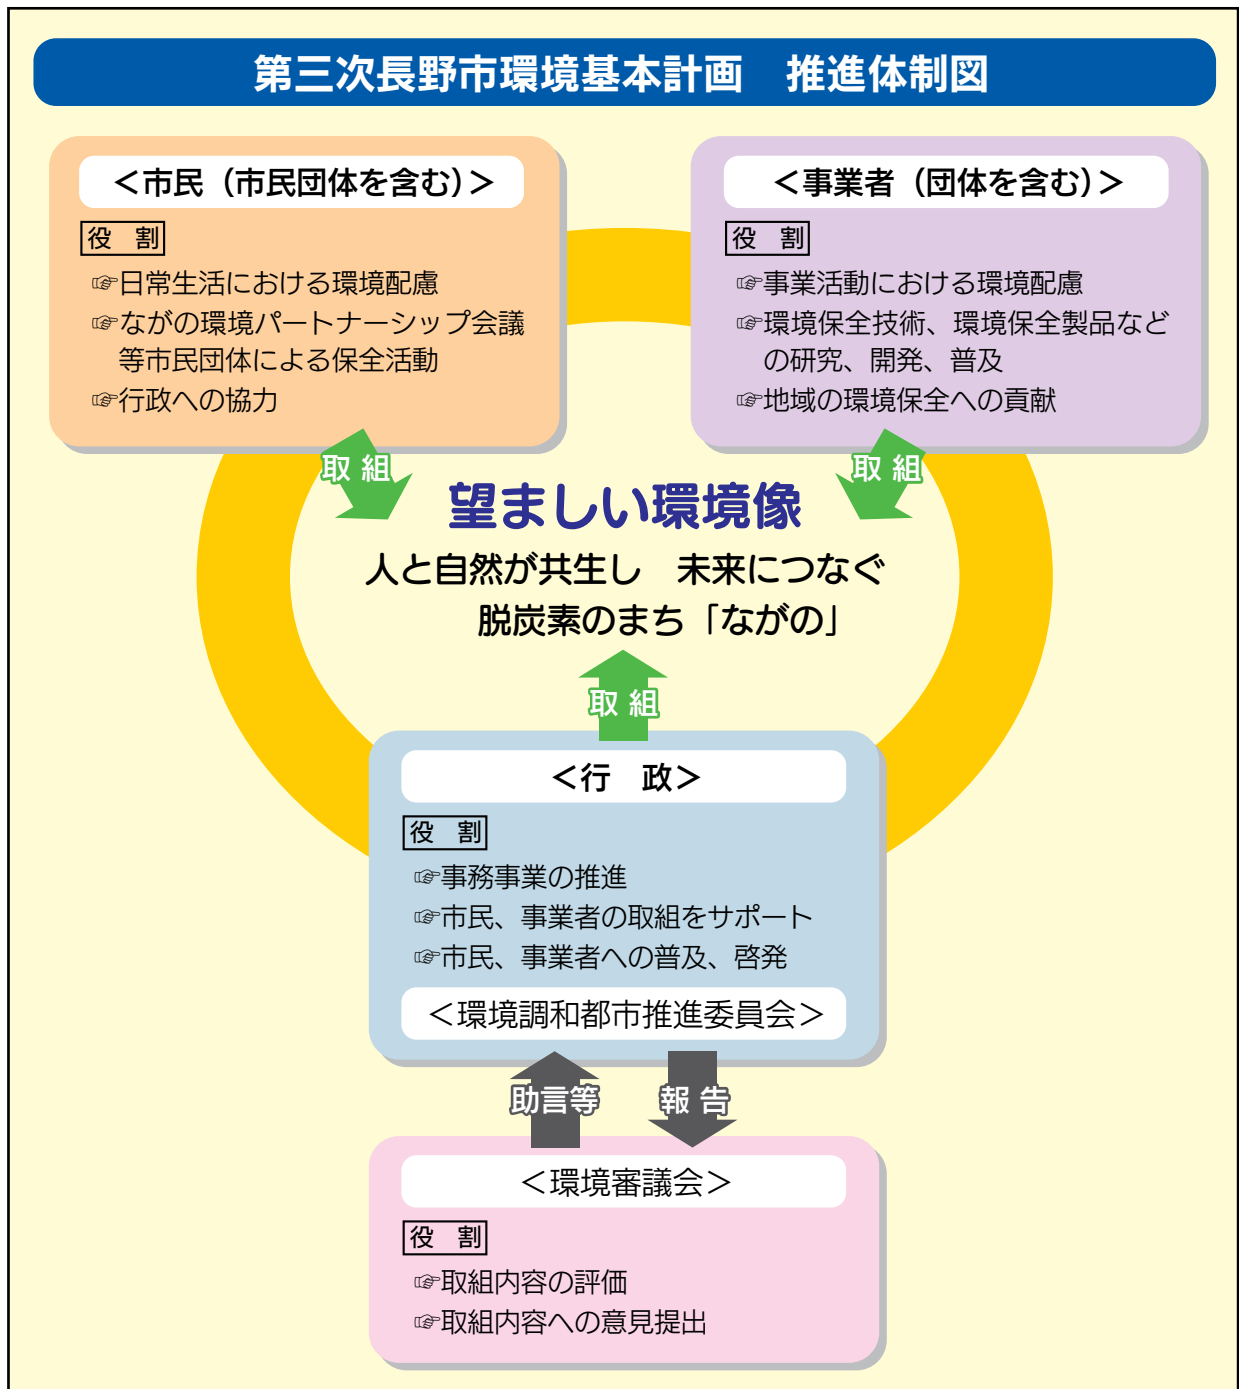 第三次長野市環境基本計画　推進体制図
＜市民（市民団体を含む）＞
役　割
☞日常生活における環境配慮
☞ながの環境パートナーシップ会議
等市民団体による保全活動
☞行政への協力
＜事業者（団体を含む）＞
役　割
☞事業活動における環境配慮
☞環境保全技術、環境保全製品など
の研究、開発、普及
☞地域の環境保全への貢献
取 組
取 組
望ましい環境像
人と自然が共生し　未来につなぐ
脱炭素のまち「ながの」
取 組
＜行　政＞
役　割
☞事務事業の推進
☞市民、事業者の取組をサポート
☞市民、事業者への普及、啓発
＜環境調和都市推進委員会＞
助言等
報 告
＜環境審議会＞
役　割
☞取組内容の評価
☞取組内容への意見提出